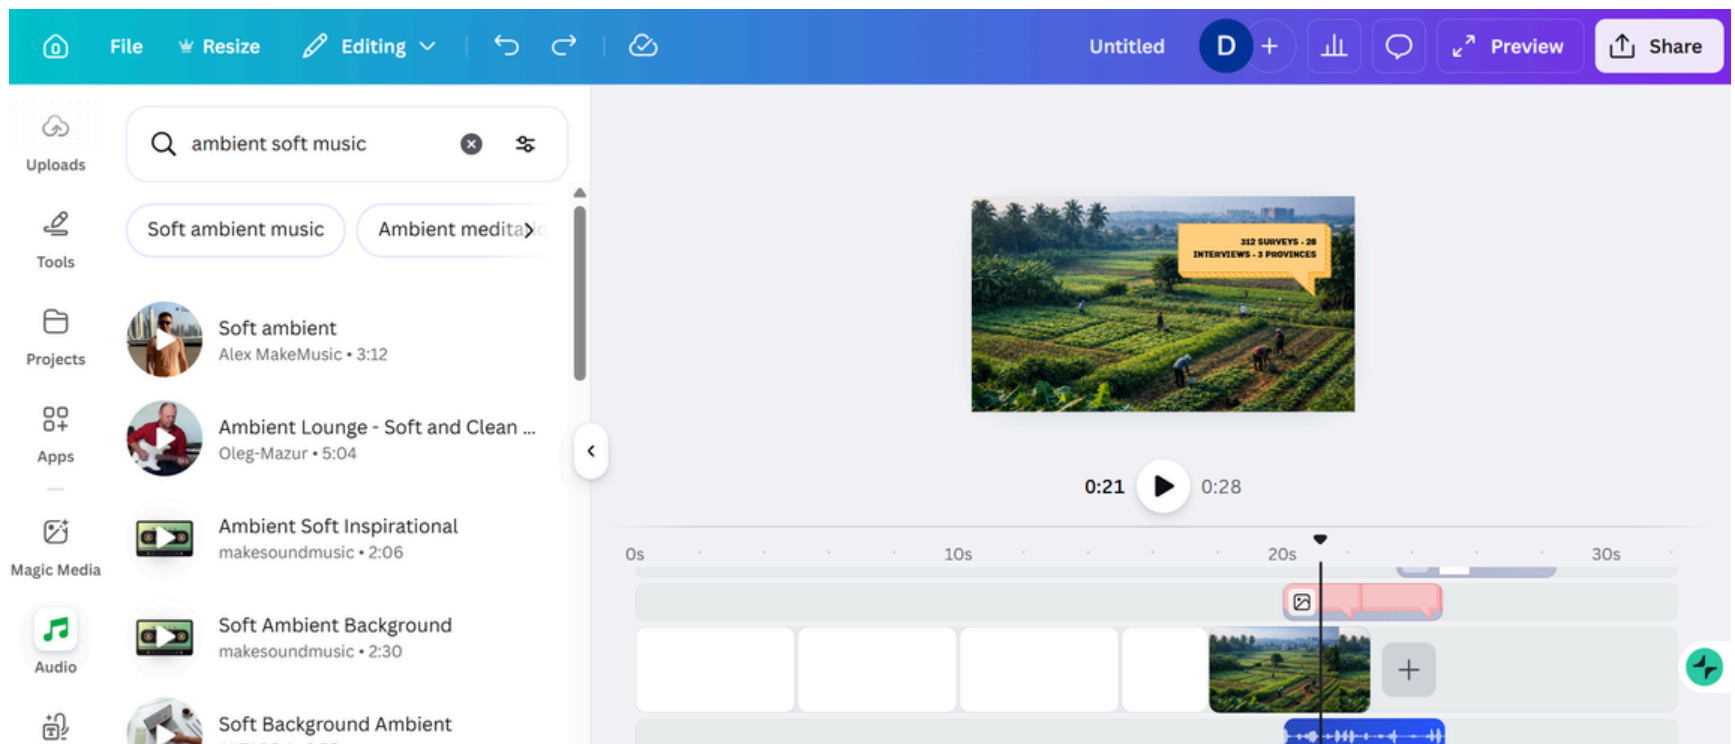 File
Resize
Editing
Untitled
D
Preview
Share
Uploads
Tools
Projects
Apps
Magic Media
Audio
ambient soft music
Soft ambient music
Ambient
Soft ambient
Alex MakeMusic • 3:12
Ambient Lounge - Soft and Clean ...
Oleg-Mazur • 5:04
Ambient Soft Inspirational
makesoundmusic • 2:06
Soft Ambient Background
makesoundmusic • 2:30
Soft Background Ambient
312 SURVEYS - 28
INTERVIEWS - 3 PROVINCES
0:21
0:28
0s
10s
20s
30s